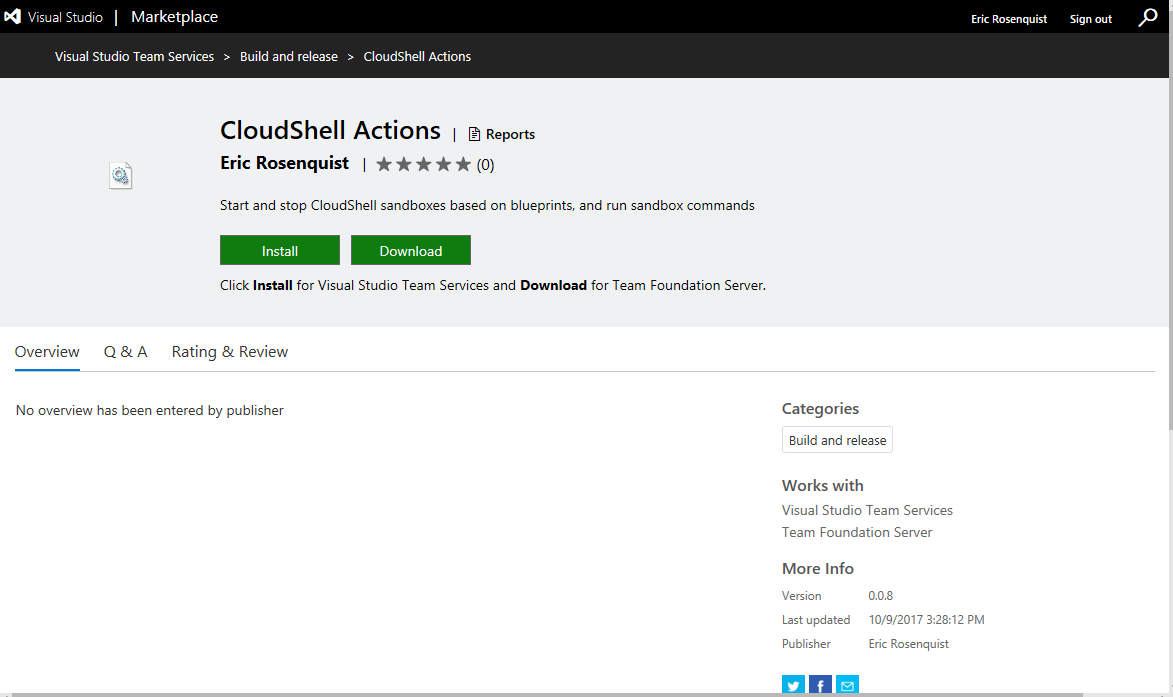 Visual Studio | Marketplace
Eric Rosenquist Sign out
Visual Studio Team Services > Build and release > CloudShell Actions
CloudShell Actions | Reports
Eric Rosenquist | ★★★★★ (0)
Start and stop CloudShell sandboxes based on blueprints, and run sandbox commands
Install Download
Click Install for Visual Studio Team Services and Download for Team Foundation Server.
Overview Q & A Rating & Review
No overview has been entered by publisher
Categories
Build and release
Works with
Visual Studio Team Services
Team Foundation Server
More Info
Version 0.0.8
Last updated 10/9/2017 3:28:12 PM
Publisher Eric Rosenquist